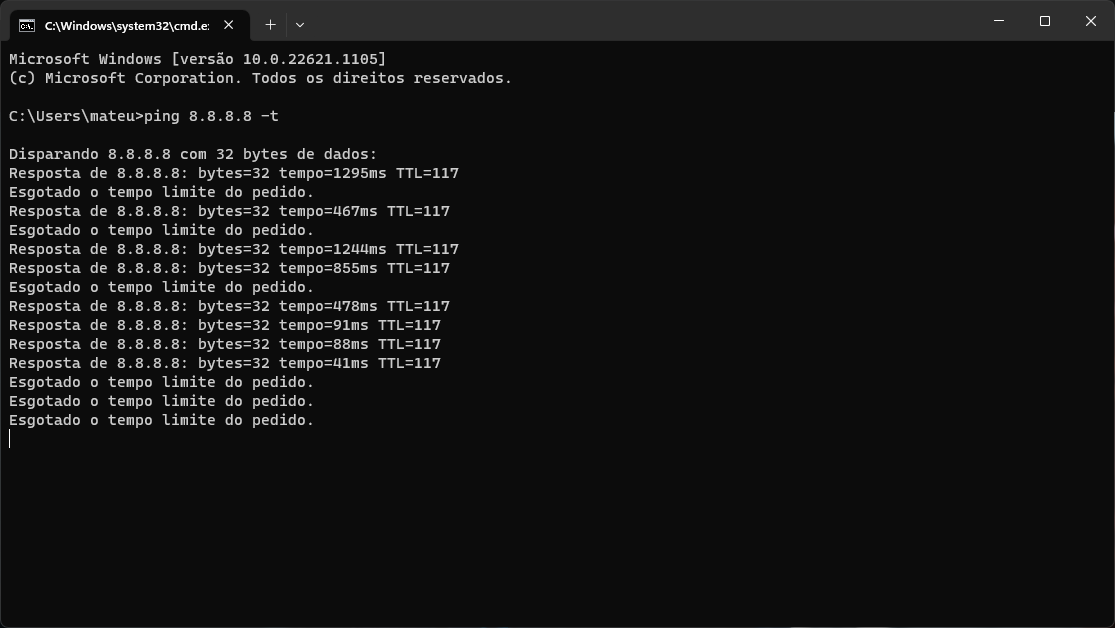 C:\Windows\system32\cmd.e
Microsoft Windows [versão 10.0.22621.1105]
(c) Microsoft Corporation. Todos os direitos reservados.
C:\Users\mateu>ping 8.8.8.8 -t
Disparando 8.8.8.8 com 32 bytes de dados:
Resposta de 8.8.8.8: bytes=32 tempo=1295ms TTL=117
Esgotado o tempo limite do pedido.
Resposta de 8.8.8.8: bytes=32 tempo=467ms TTL=117
Esgotado o tempo limite do pedido.
Resposta de 8.8.8.8: bytes=32 tempo=1244ms TTL=117
Resposta de 8.8.8.8: bytes=32 tempo=855ms TTL=117
Esgotado o tempo limite do pedido.
Resposta de 8.8.8.8: bytes=32 tempo=478ms TTL=117
Resposta de 8.8.8.8: bytes=32 tempo=91ms TTL=117
Resposta de 8.8.8.8: bytes=32 tempo=88ms TTL=117
Resposta de 8.8.8.8: bytes=32 tempo=41ms TTL=117
Esgotado o tempo limite do pedido.
Esgotado o tempo limite do pedido.
Esgotado o tempo limite do pedido.